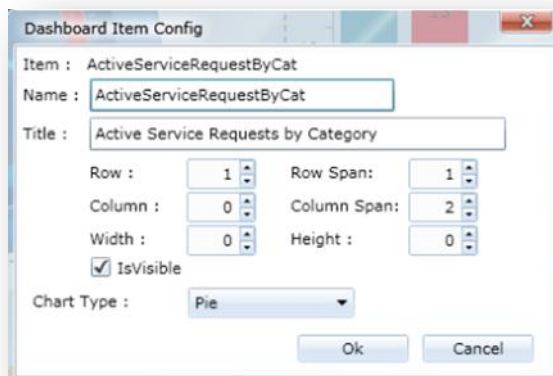 Dashboard Item Config
Item : ActiveServiceRequestByCat
Name : ActiveServiceRequestByCat
Title : Active Service Requests by Category
Row : 1 Row Span: 1
Column : 0 Column Span: 2
Width : 0 Height : 0
IsVisible
Chart Type : Pie
Ok Cancel